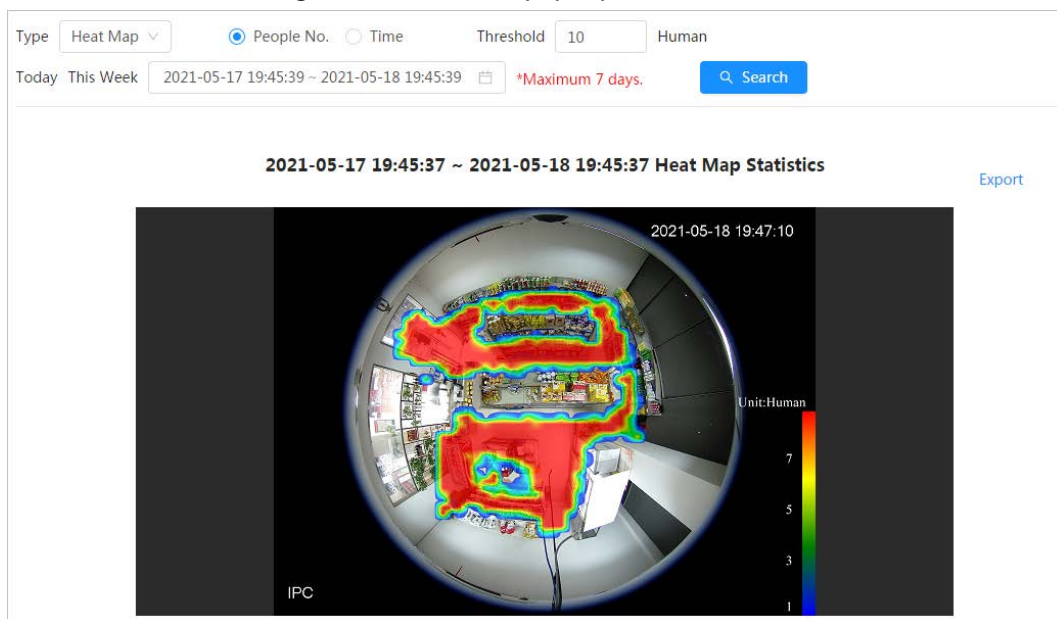 Type Heat Map People No. Time Threshold 10 Human
Today This Week 2021-05-17 19:45:39 ~ 2021-05-18 19:45:39 *Maximum 7 days. Search
2021-05-17 19:45:37 ~ 2021-05-18 19:45:37 Heat Map Statistics
Export
2021-05-18 19:47:10
Unit:Human
7
5
3
1
IPC